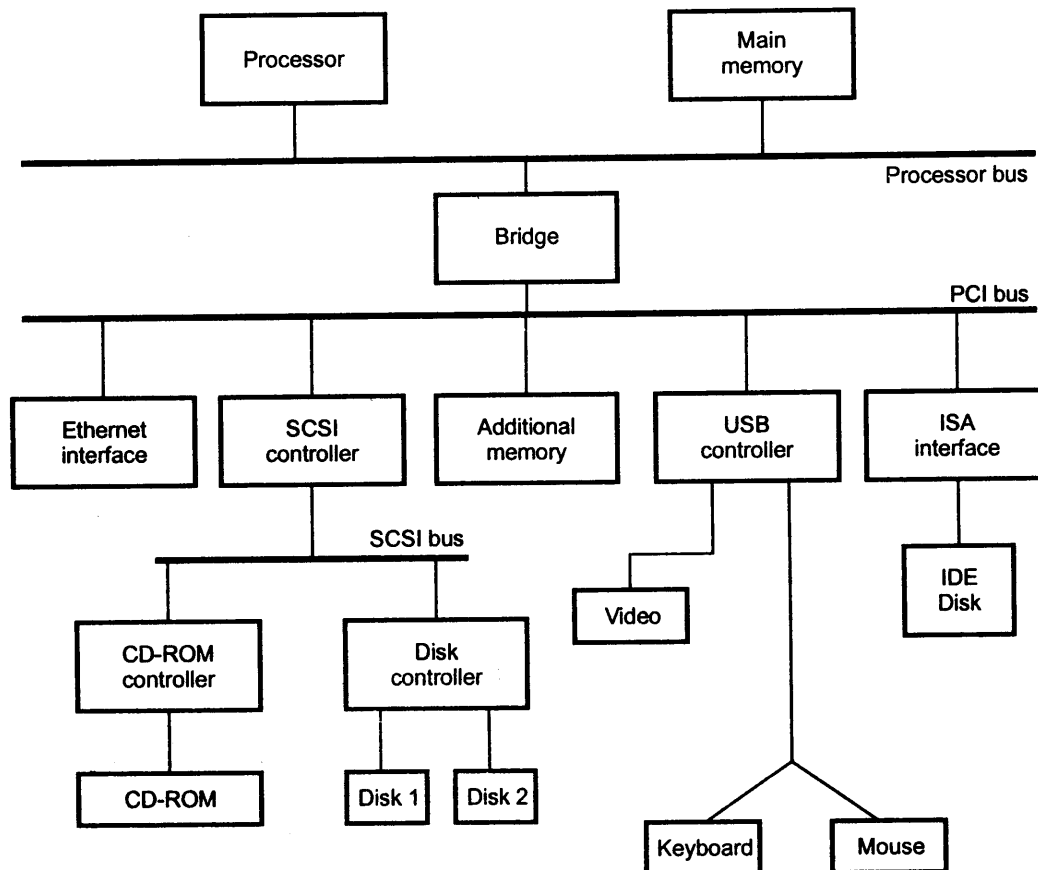 Processor
Main
memory
Processor bus
Bridge
PCI bus
Ethernet
interface
SCSI
controller
Additional
memory
USB
controller
ISA
interface
SCSI bus
IDE
Disk
Video
CD-ROM
controller
Disk
controller
CD-ROM
Disk 1
Disk 2
Keyboard
Mouse